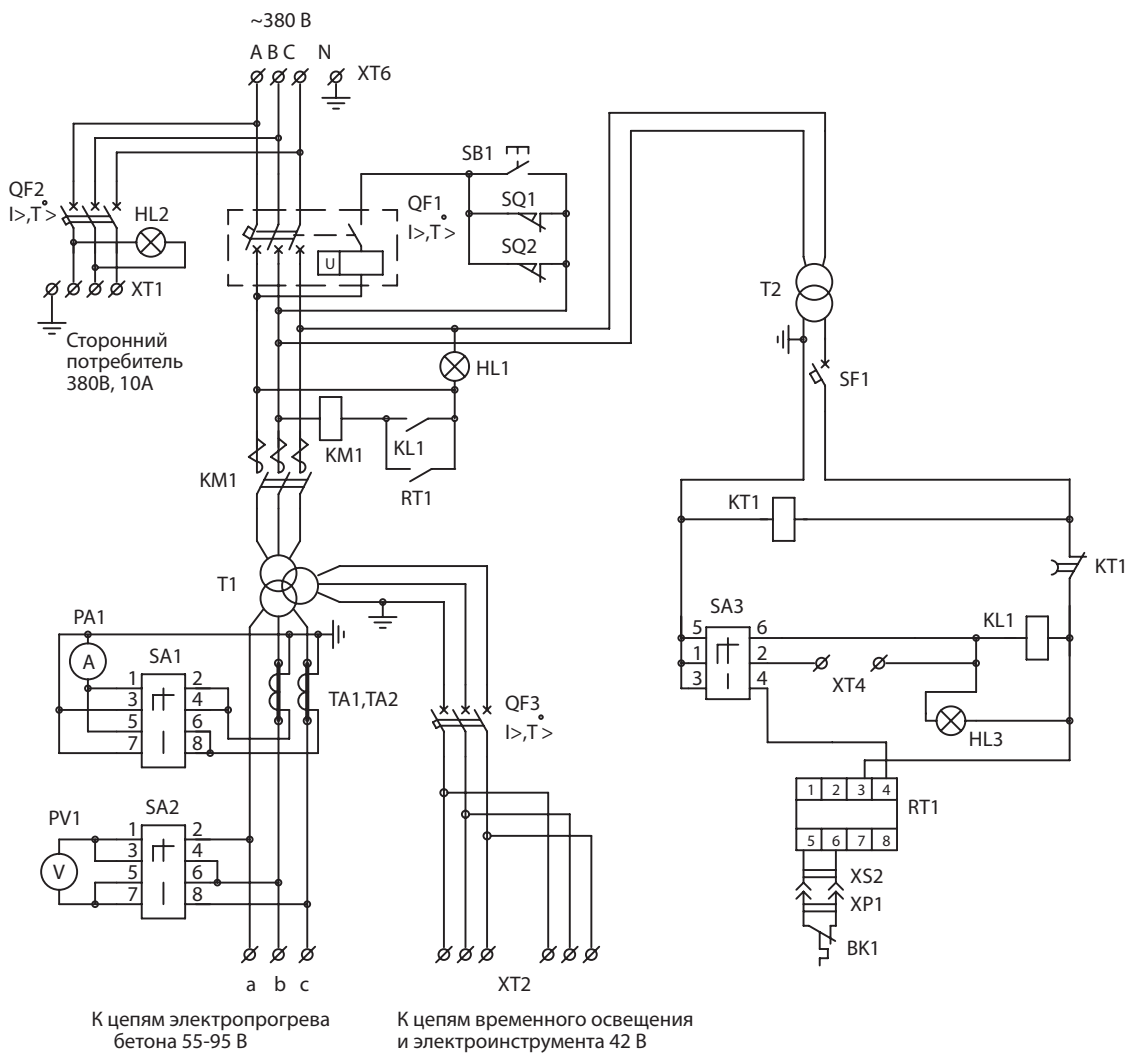 ~380 В
A B C N
XT6
SB1
QF2
I>,T°>
HL2
QF1
I>,T°>
SQ1
SQ2
U
XT1
T2
Сторонний
потребитель
380В, 10А
HL1
SF1
KM1
KL1
KM1
RT1
KT1
KT1
T1
PA1
A
SA1
1 2
3 4
5 6
7 8
TA1,TA2
SA3
5 6
1 2
3 4
KL1
XT4
HL3
QF3
I>,T°>
PV1
V
SA2
1 2
3 4
5 6
7 8
1 2 3 4
RT1
5 6 7 8
XS2
XP1
BK1
a b c
XT2
К цепям электропрогрева
бетона 55-95 В
К цепям временного освещения
и электроинструмента 42 В